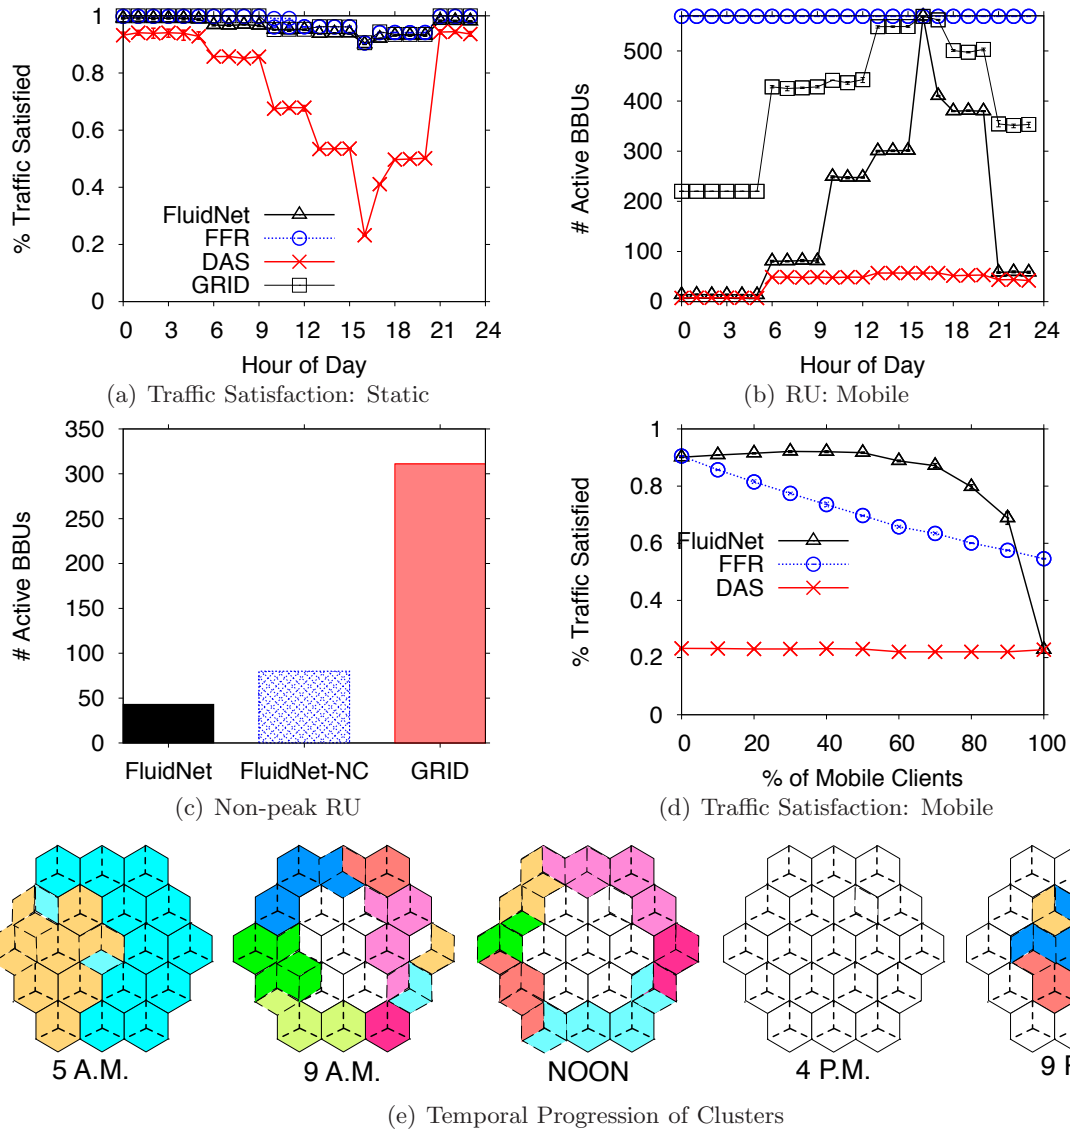 % Traffic Satisfied
1
0.8
0.6
0.4
0.2
0
FluidNet
FFR
DAS
GRID
0 3 6 9 12 15 18 21 24
Hour of Day
(a) Traffic Satisfaction: Static
# Active BBUs
500
400
300
200
100
0
0 3 6 9 12 15 18 21 24
Hour of Day
(b) RU: Mobile
# Active BBUs
350
300
250
200
150
100
50
0
FluidNet FluidNet-NC GRID
(c) Non-peak RU
% Traffic Satisfied
1
0.8
0.6
0.4
0.2
0
FluidNet
FFR
DAS
0 20 40 60 80 100
% of Mobile Clients
(d) Traffic Satisfaction: Mobile
5 A.M. 9 A.M. NOON 4 P.M. 9
(e) Temporal Progression of Clusters